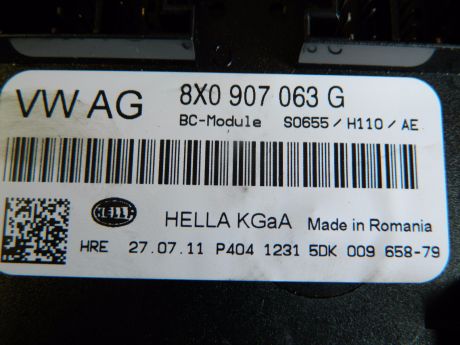 VW AG 8X0 907 063 G
BC-Module S0655 / H110 / AE
HELLA HELLA KGaA Made in Romania
HRE 27.07.11 P404 1231 5DK 009 658-79